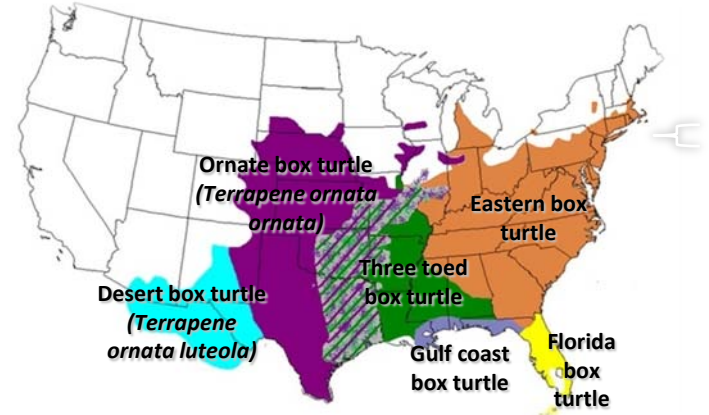 Ornate box turtle
(Terrapene ornata
ornata)
Eastern box
turtle
Three toed
box turtle
Desert box turtle
(Terrapene
ornata luteola)
Gulf coast
box turtle
Florida
box
turtle